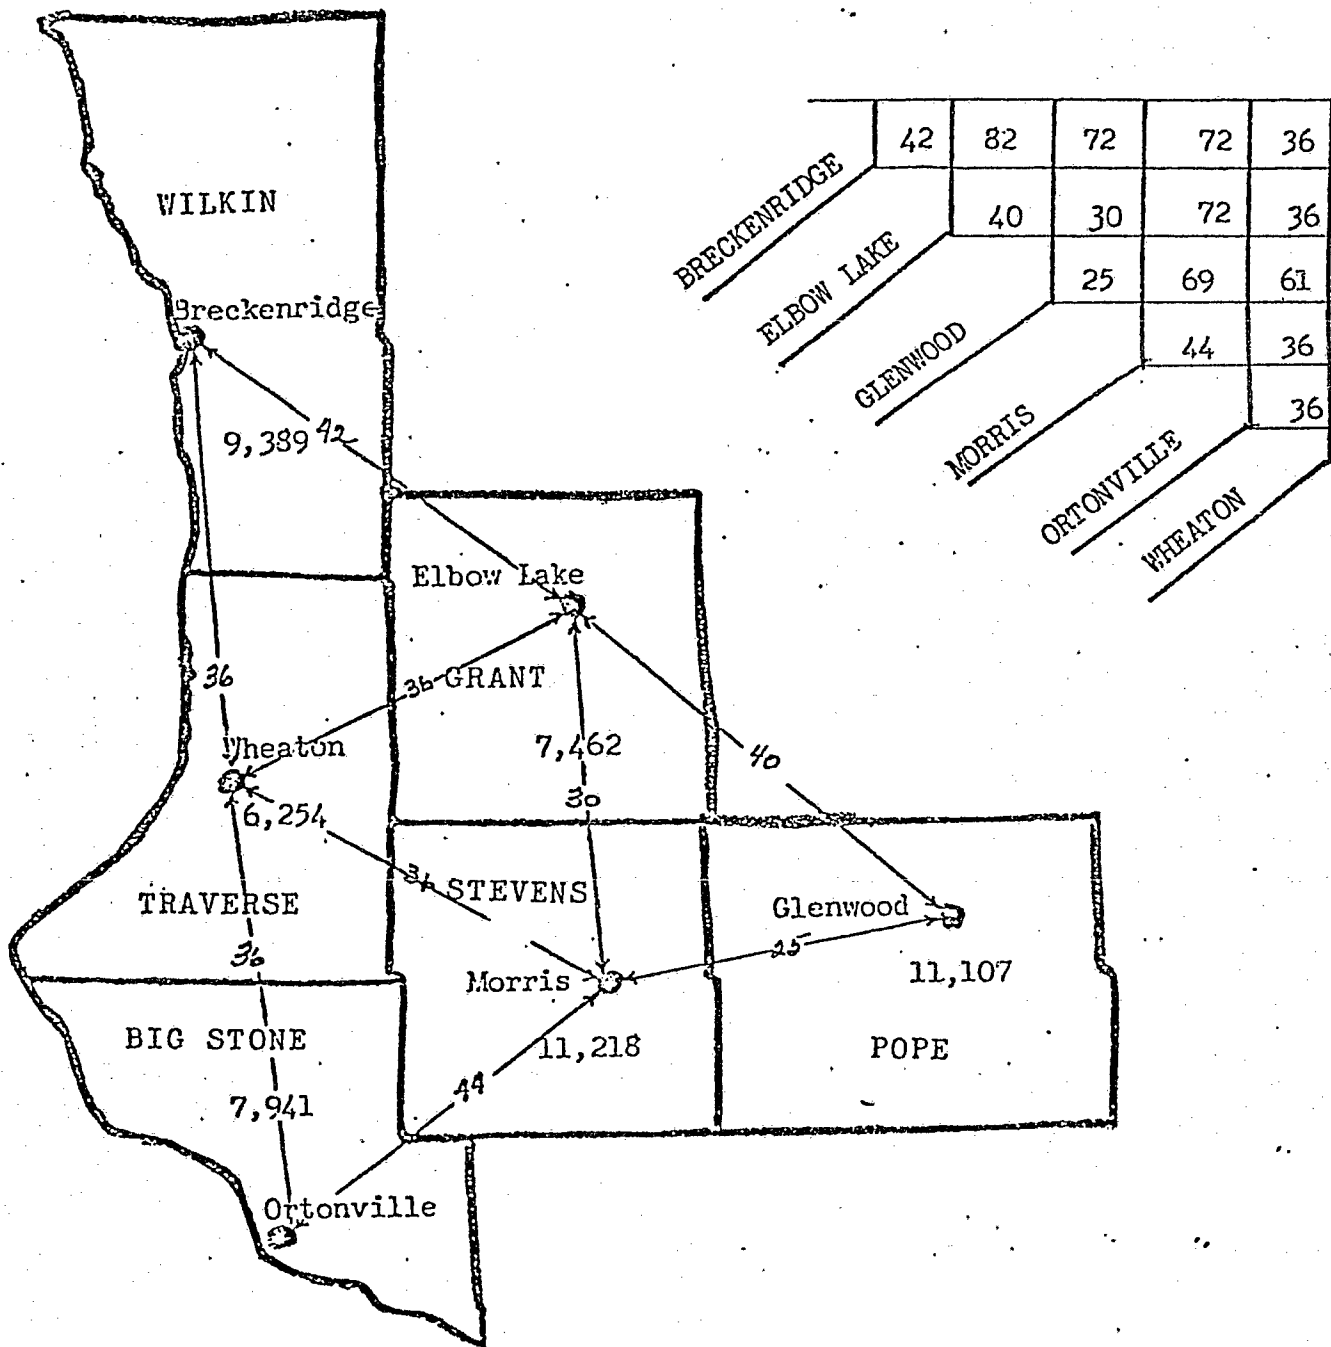 42 82 72 72 36
BRECKENRIDGE
40 30 72 36
ELBOW LAKE
25 69 61
GLENWOOD
44 36
MORRIS
36
ORTONVILLE
WHEATON
WILKIN
Breckenridge
9,389 42
Elbow Lake
36
36 GRANT
Wheaton
7,462
40
30
6,254
36 STEVENS
TRAVERSE
Glenwood
36
25
Morris
11,107
BIG STONE
11,218
POPE
44
7,941
Ortonville